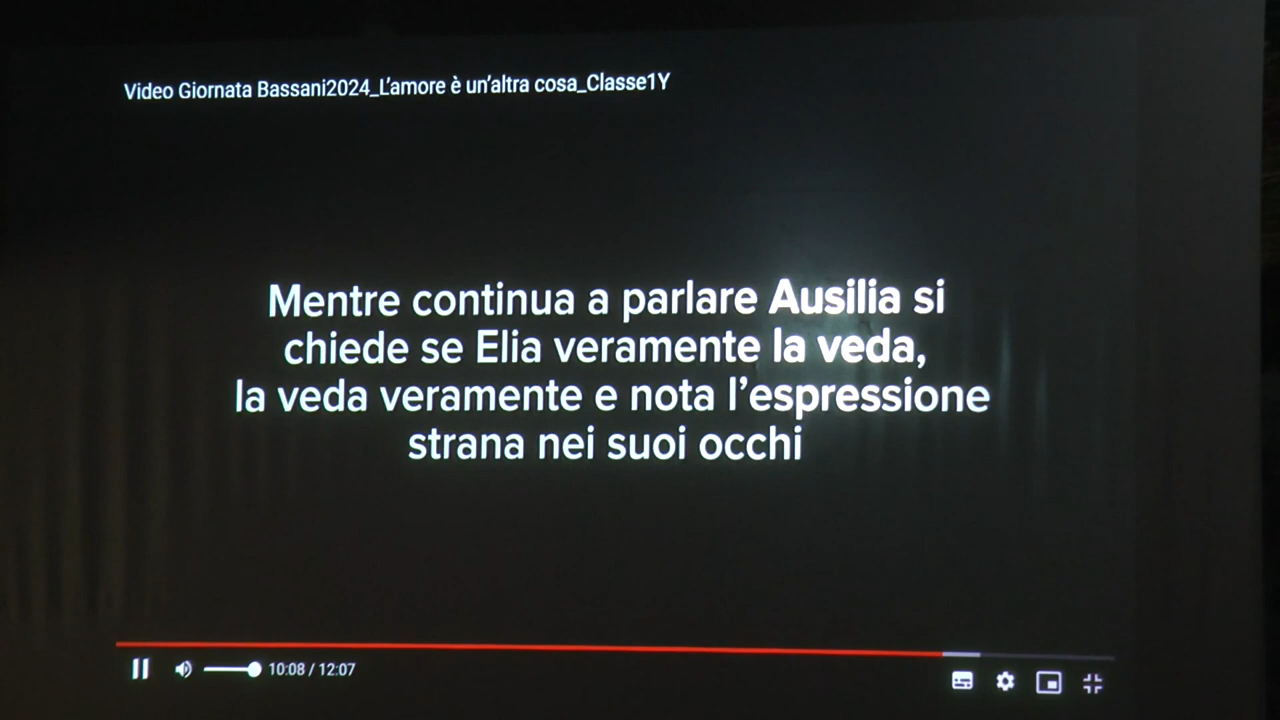 Video Giornata Bassani2024_L'amore è un'altra cosa_Classe1Y
Mentre continua a parlare Ausilia si
chiede se Elia veramente la veda,
la veda veramente e nota l'espressione
strana nei suoi occhi
10:08 / 12:07